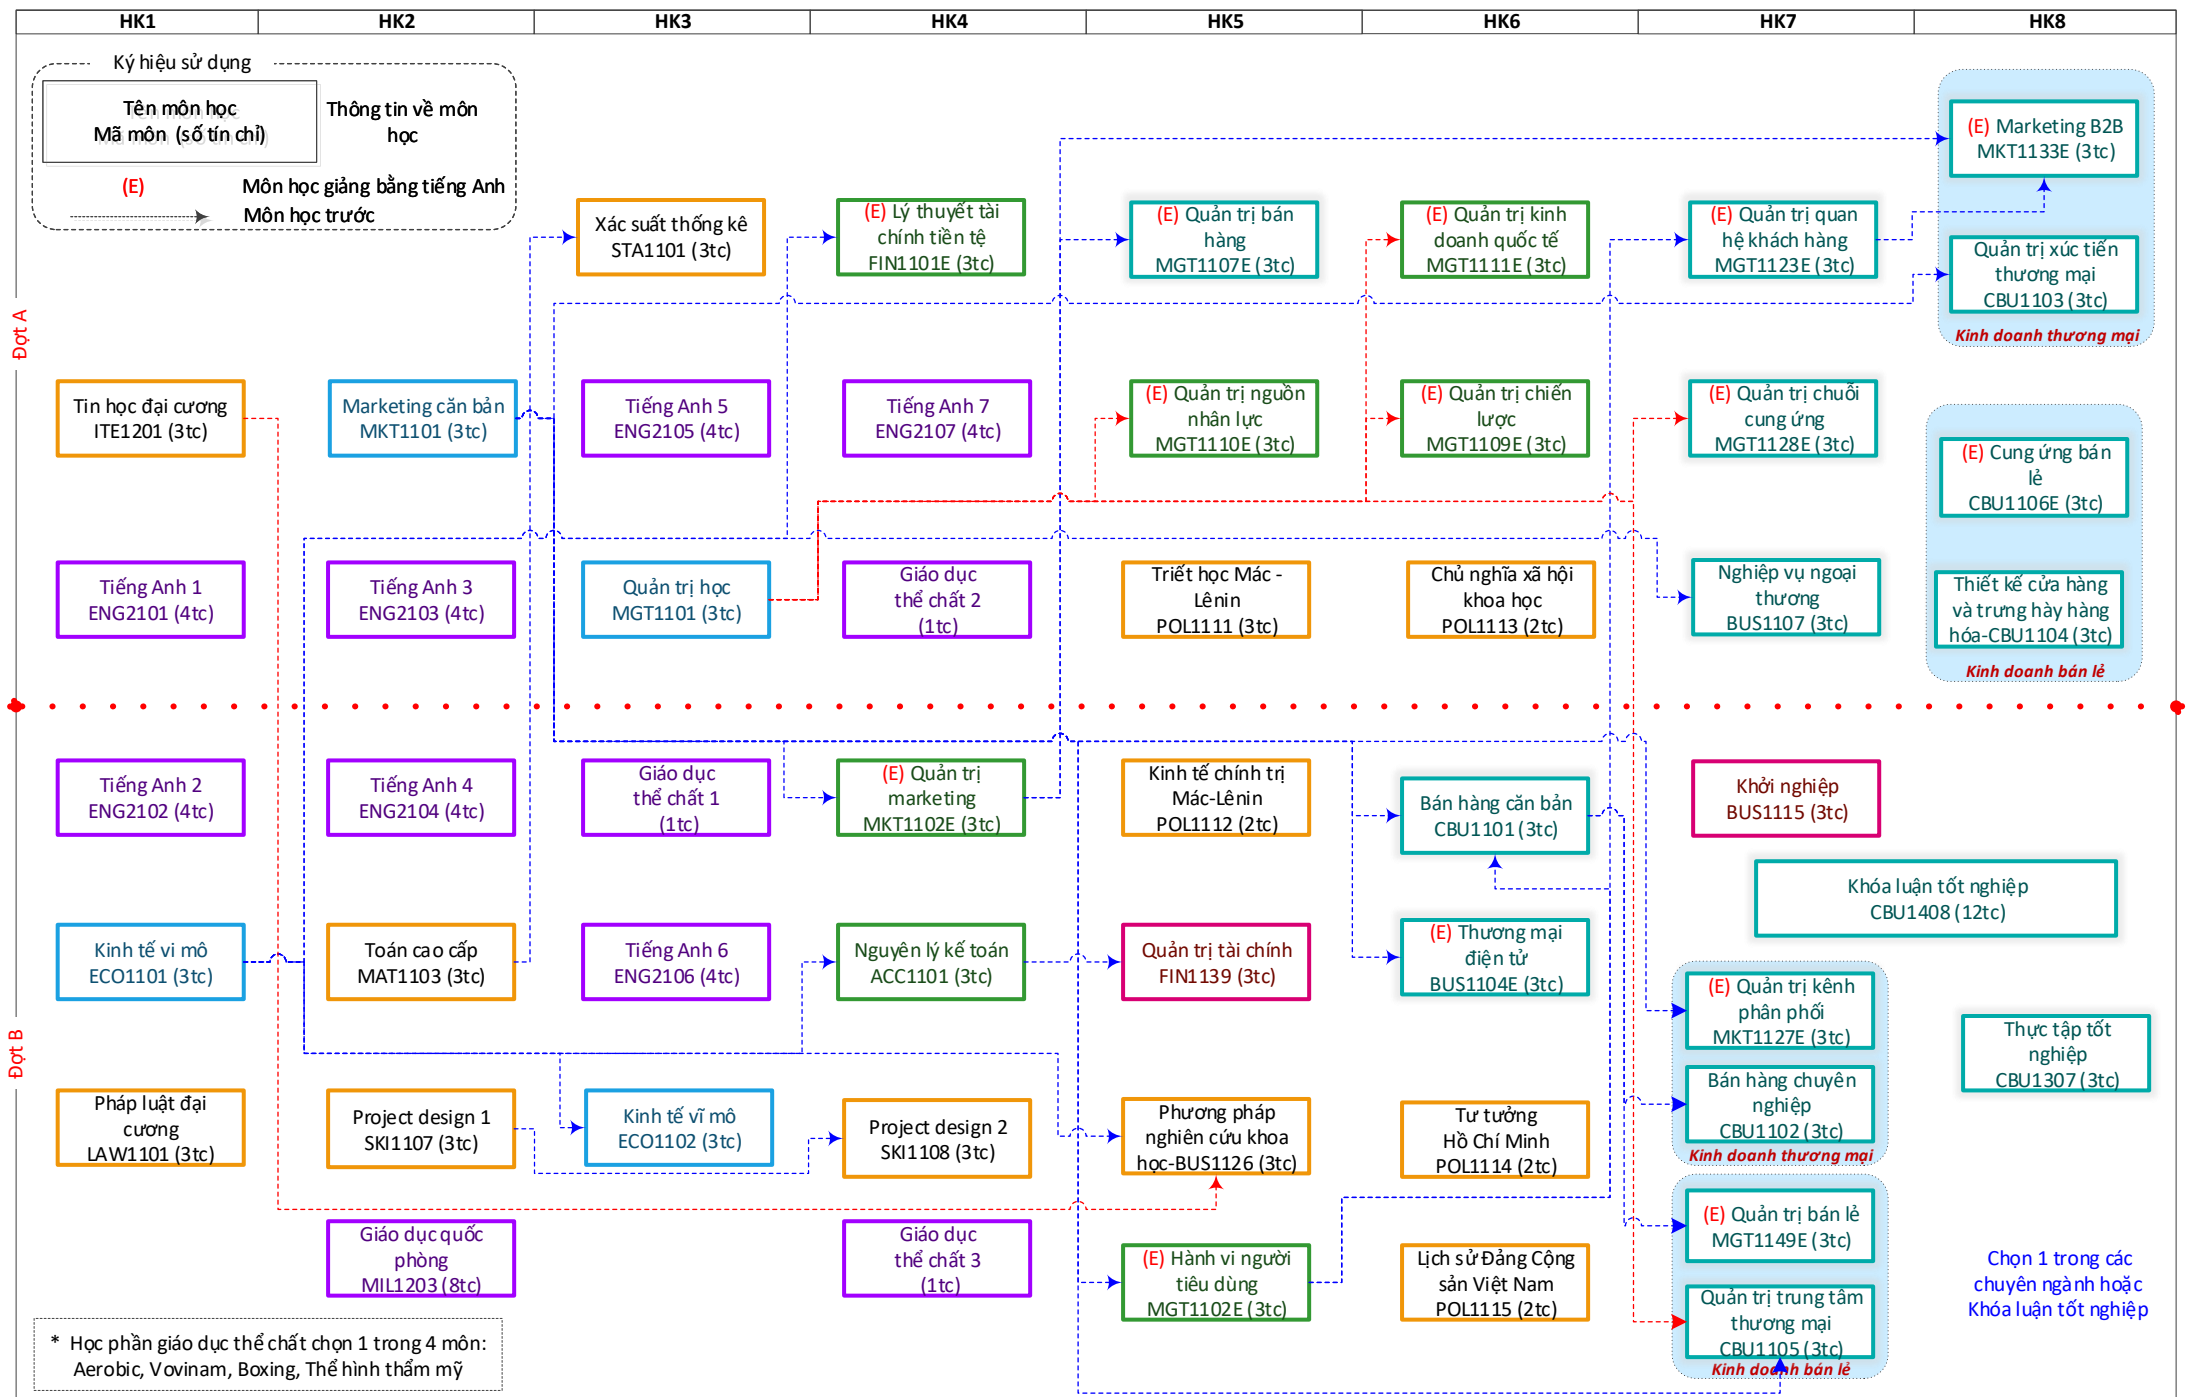 HK1
HK2
HK3
HK4
HK5
HK6
HK7
HK8
Ký hiệu sử dụng
Tên môn học
Mã môn (số tín chỉ)
Thông tin về môn
học
(E)
Môn học giảng bằng tiếng Anh
Môn học trước
Đợt A
(E) Marketing B2B
MKT1133E (3tc)
Xác suất thống kê
STA1101 (3tc)
(E) Lý thuyết tài
chính tiền tệ
FIN1101E (3tc)
(E) Quản trị bán
hàng
MGT1107E (3tc)
(E) Quản trị kinh
doanh quốc tế
MGT1111E (3tc)
(E) Quản trị quan
hệ khách hàng
MGT1123E (3tc)
Quản trị xúc tiến
thương mại
CBU1103 (3tc)
Kinh doanh thương mại
Tin học đại cương
ITE1201 (3tc)
Marketing căn bản
MKT1101 (3tc)
Tiếng Anh 5
ENG2105 (4tc)
Tiếng Anh 7
ENG2107 (4tc)
(E) Quản trị nguồn
nhân lực
MGT1110E (3tc)
(E) Quản trị chiến
lược
MGT1109E (3tc)
(E) Quản trị chuỗi
cung ứng
MGT1128E (3tc)
(E) Cung ứng bán
lẻ
CBU1106E (3tc)
Tiếng Anh 1
ENG2101 (4tc)
Tiếng Anh 3
ENG2103 (4tc)
Quản trị học
MGT1101 (3tc)
Giáo dục
thể chất 2
(1tc)
Triết học Mác -
Lênin
POL1111 (3tc)
Chủ nghĩa xã hội
khoa học
POL1113 (2tc)
Nghiệp vụ ngoại
thương
BUS1107 (3tc)
Thiết kế cửa hàng
và trưng hày hàng
hóa-CBU1104 (3tc)
Kinh doanh bán lẻ
Đợt B
Tiếng Anh 2
ENG2102 (4tc)
Tiếng Anh 4
ENG2104 (4tc)
Giáo dục
thể chất 1
(1tc)
(E) Quản trị
marketing
MKT1102E (3tc)
Kinh tế chính trị
Mác-Lênin
POL1112 (2tc)
Bán hàng căn bản
CBU1101 (3tc)
Khởi nghiệp
BUS1115 (3tc)
Khóa luận tốt nghiệp
CBU1408 (12tc)
Kinh tế vi mô
ECO1101 (3tc)
Toán cao cấp
MAT1103 (3tc)
Tiếng Anh 6
ENG2106 (4tc)
Nguyên lý kế toán
ACC1101 (3tc)
Quản trị tài chính
FIN1139 (3tc)
(E) Thương mại
điện tử
BUS1104E (3tc)
(E) Quản trị kênh
phân phối
MKT1127E (3tc)
Thực tập tốt
nghiệp
CBU1307 (3tc)
Pháp luật đại
cương
LAW1101 (3tc)
Project design 1
SKI1107 (3tc)
Kinh tế vĩ mô
ECO1102 (3tc)
Project design 2
SKI1108 (3tc)
Phương pháp
nghiên cứu khoa
học-BUS1126 (3tc)
Tư tưởng
Hồ Chí Minh
POL1114 (2tc)
Bán hàng chuyên
nghiệp
CBU1102 (3tc)
Kinh doanh thương mại
Giáo dục quốc
phòng
MIL1203 (8tc)
Giáo dục
thể chất 3
(1tc)
(E) Hành vi người
tiêu dùng
MGT1102E (3tc)
Lịch sử Đảng Cộng
sản Việt Nam
POL1115 (2tc)
(E) Quản trị bán lẻ
MGT1149E (3tc)
Quản trị trung tâm
thương mại
CBU1105 (3tc)
Kinh doanh bán lẻ
Chọn 1 trong các
chuyên ngành hoặc
Khóa luận tốt nghiệp
* Học phần giáo dục thể chất chọn 1 trong 4 môn:
Aerobic, Vovinam, Boxing, Thể hình thẩm mỹ